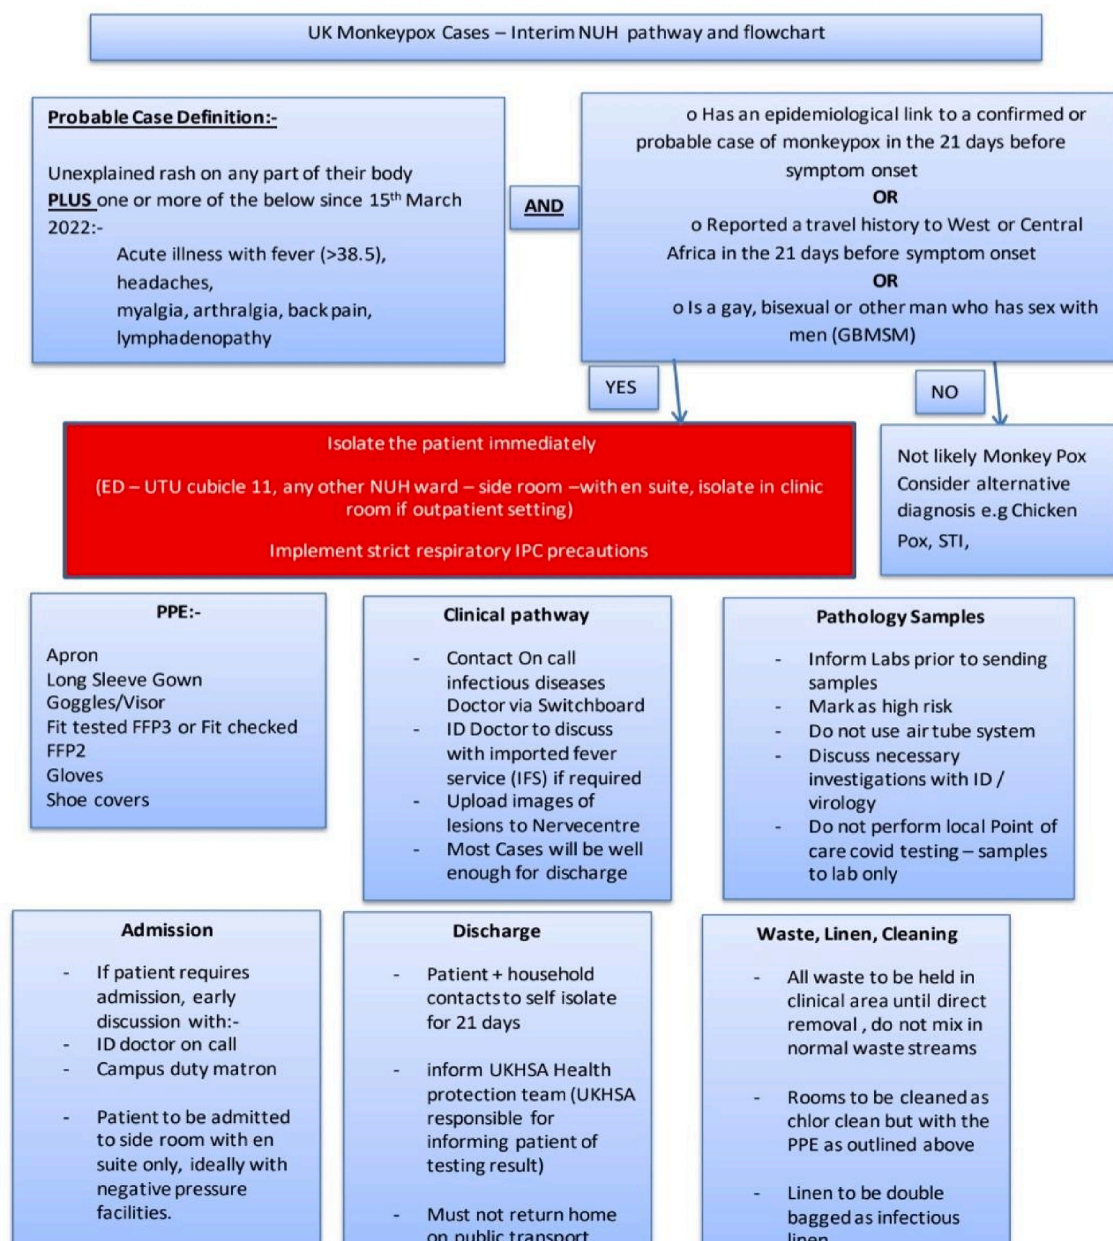 UK Monkeypox Cases – Interim NUH pathway and flowchart
Probable Case Definition:-
Unexplained rash on any part of their body
PLUS one or more of the below since 15th March
2022:-
Acute illness with fever (>38.5),
headaches,
myalgia, arthralgia, back pain,
lymphadenopathy
AND
o Has an epidemiological link to a confirmed or
probable case of monkeypox in the 21 days before
symptom onset
OR
o Reported a travel history to West or Central
Africa in the 21 days before symptom onset
OR
o Is a gay, bisexual or other man who has sex with
men (GBMSM)
YES
NO
Isolate the patient immediately
(ED – UTU cubicle 11, any other NUH ward – side room –with en suite, isolate in clinic
room if outpatient setting)
Implement strict respiratory IPC precautions
Not likely Monkey Pox
Consider alternative
diagnosis e.g Chicken
Pox, STI,
PPE:-
Apron
Long Sleeve Gown
Goggles/Visor
Fit tested FFP3 or Fit checked
FFP2
Gloves
Shoe covers
Clinical pathway
- Contact On call
infectious diseases
Doctor via Switchboard
- ID Doctor to discuss
with imported fever
service (IFS) if required
- Upload images of
lesions to Nervecentre
- Most Cases will be well
enough for discharge
Pathology Samples
- Inform Labs prior to sending
samples
- Mark as high risk
- Do not use air tube system
- Discuss necessary
investigations with ID /
virology
- Do not perform local Point of
care covid testing – samples
to lab only
Admission
- If patient requires
admission, early
discussion with:-
- ID doctor on call
- Campus duty matron
- Patient to be admitted
to side room with en
suite only, ideally with
negative pressure
facilities.
Discharge
- Patient + household
contacts to self isolate
for 21 days
- inform UKHSA Health
protection team (UKHSA
responsible for
informing patient of
testing result)
- Must not return home
on public transport
Waste, Linen, Cleaning
- All waste to be held in
clinical area until direct
removal , do not mix in
normal waste streams
- Rooms to be cleaned as
chlor clean but with the
PPE as outlined above
- Linen to be double
bagged as infectious
linen